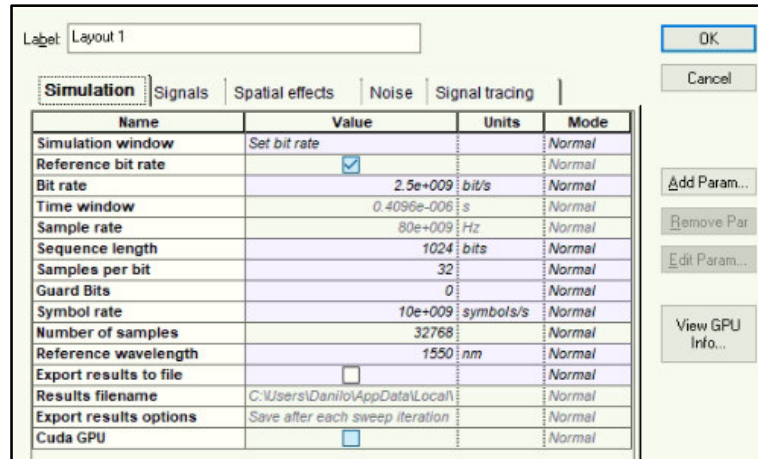 Label: Layout 1
OK
Cancel
Simulation Signals Spatial effects Noise Signal tracing
Name Value Units Mode
Simulation window Set bit rate Normal
Reference bit rate Normal
Bit rate 2.5e+009 bit/s Normal
Time window 0.4096e-006 s Normal
Sample rate 80e+009 Hz Normal
Sequence length 1024 bits Normal
Samples per bit 32 Normal
Guard Bits 0 Normal
Symbol rate 10e+009 symbols/s Normal
Number of samples 32768 Normal
Reference wavelength 1550 nm Normal
Export results to file Normal
Results filename C:\Users\Danilo\AppData\Local\ Normal
Export results options Save after each sweep iteration Normal
Cuda GPU Normal
Add Param...
Remove Par
Edit Param...
View GPU
Info...